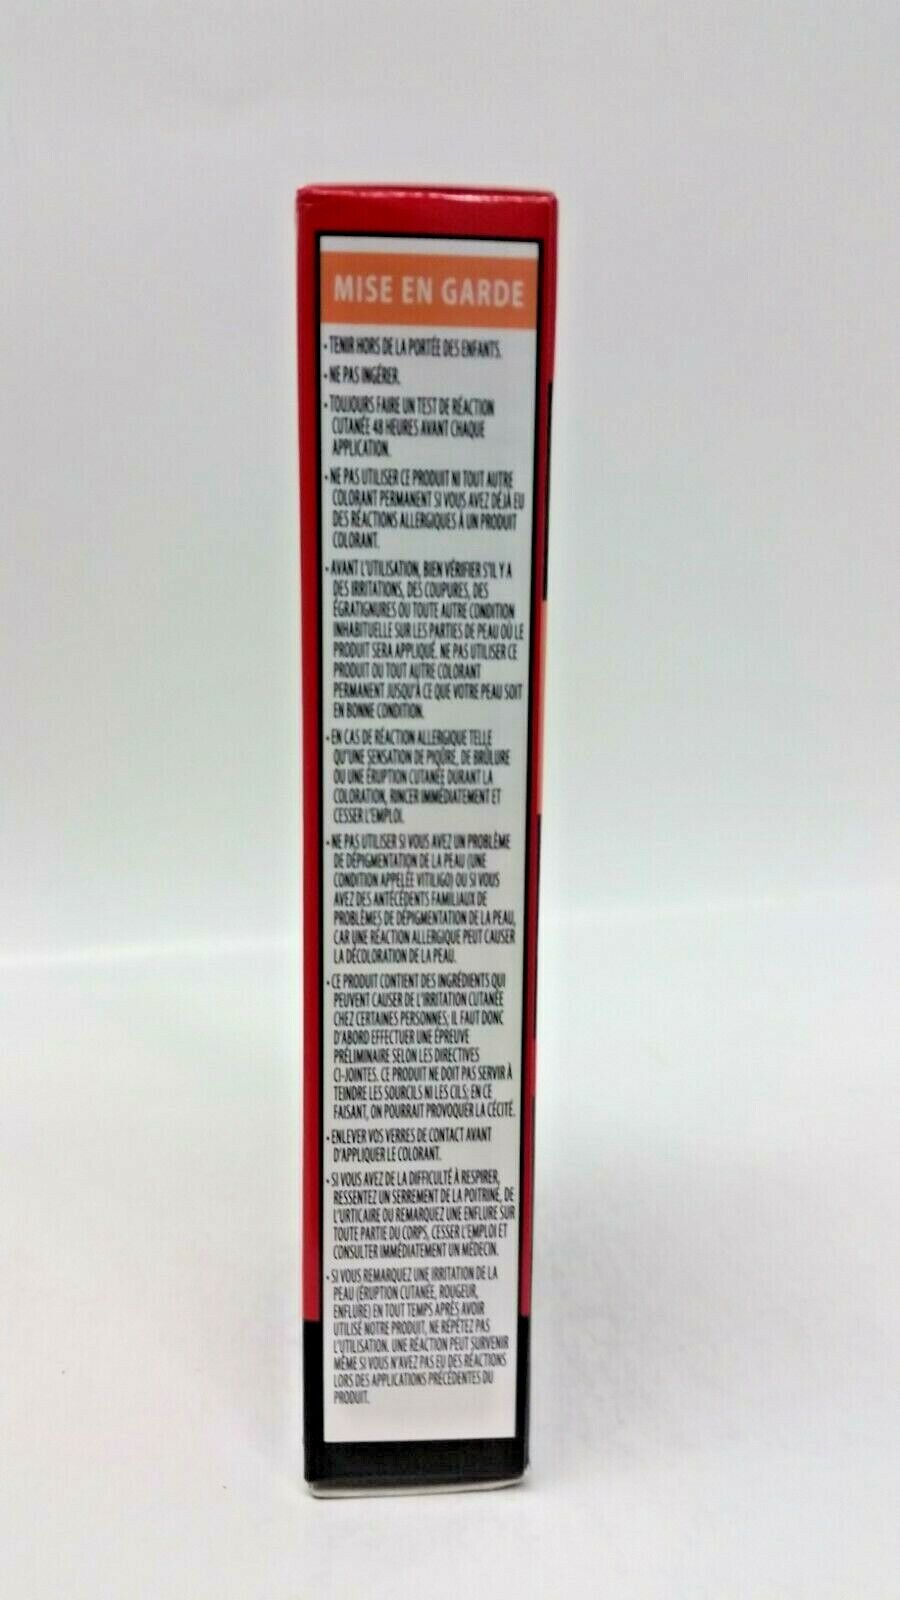 MISE EN GARDE
• TENIR HORS DE LA PORTÉE DES ENFANTS.
• NE PAS INGÉRER.
• TOUJOURS FAIRE UN TEST DE RÉACTION
CUTANÉE 48 HEURES AVANT CHAQUE
APPLICATION.
• NE PAS UTILISER CE PRODUIT NI TOUT AUTRE
COLORANT PERMANENT SI VOUS AVEZ DÉJÀ EU
DES RÉACTIONS ALLERGIQUES À UN PRODUIT
COLORANT.
• AVANT L'UTILISATION, BIEN VÉRIFIER S'IL Y A
DES IRRITATIONS, DES COUPURES, DES
ÉGRATIGNURES OU TOUTE AUTRE CONDITION
INHABITUELLE SUR LES PARTIES DE PEAU OÙ LE
PRODUIT SERA APPLIQUÉ. NE PAS UTILISER CE
PRODUIT OU TOUT AUTRE COLORANT
PERMANENT JUSQU'À CE QUE VOTRE PEAU SOIT
EN BONNE CONDITION.
• EN CAS DE RÉACTION ALLERGIQUE TELLE
QU'UNE SENSATION DE PIQÛRE, DE BRÛLURE
OU UNE ÉRUPTION CUTANÉE DURANT LA
COLORATION, RINCER IMMÉDIATEMENT ET
CESSER L'EMPLOI.
• NE PAS UTILISER SI VOUS AVEZ UN PROBLÈME
DE DÉPIGMENTATION DE LA PEAU (UNE
CONDITION APPELÉE VITILIGO) OU SI VOUS
AVEZ DES ANTÉCÉDENTS FAMILIAUX DE
PROBLÈMES DE DÉPIGMENTATION DE LA PEAU,
CAR UNE RÉACTION ALLERGIQUE PEUT CAUSER
LA DÉCOLORATION DE LA PEAU.
• CE PRODUIT CONTIENT DES INGRÉDIENTS QUI
PEUVENT CAUSER DE L'IRRITATION CUTANÉE
CHEZ CERTAINES PERSONNES; IL FAUT DONC
D'ABORD EFFECTUER UNE ÉPREUVE
PRÉLIMINAIRE SELON LES DIRECTIVES
CI-JOINTES. CE PRODUIT NE DOIT PAS SERVIR À
TEINDRE LES SOURCILS NI LES CILS; EN CE
FAISANT, ON POURRAIT PROVOQUER LA CÉCITÉ.
• ENLEVER VOS VERRES DE CONTACT AVANT
D'APPLIQUER LE COLORANT.
• SI VOUS AVEZ DE LA DIFFICULTÉ À RESPIRER,
RESSENTEZ UN SERREMENT DE LA POITRINE, DE
L'URTICAIRE OU REMARQUEZ UNE ENFLURE SUR
TOUTE PARTIE DU CORPS, CESSER L'EMPLOI ET
CONSULTER IMMÉDIATEMENT UN MÉDECIN.
• SI VOUS REMARQUEZ UNE IRRITATION DE LA
PEAU (ÉRUPTION CUTANÉE, ROUGEUR,
ENFLURE) EN TOUT TEMPS APRÈS AVOIR
UTILISÉ NOTRE PRODUIT, NE RÉPÉTEZ PAS
L'UTILISATION. UNE RÉACTION PEUT SURVENIR
MÊME SI VOUS N'AVEZ PAS EU DES RÉACTIONS
LORS DES APPLICATIONS PRÉCÉDENTES DU
PRODUIT.